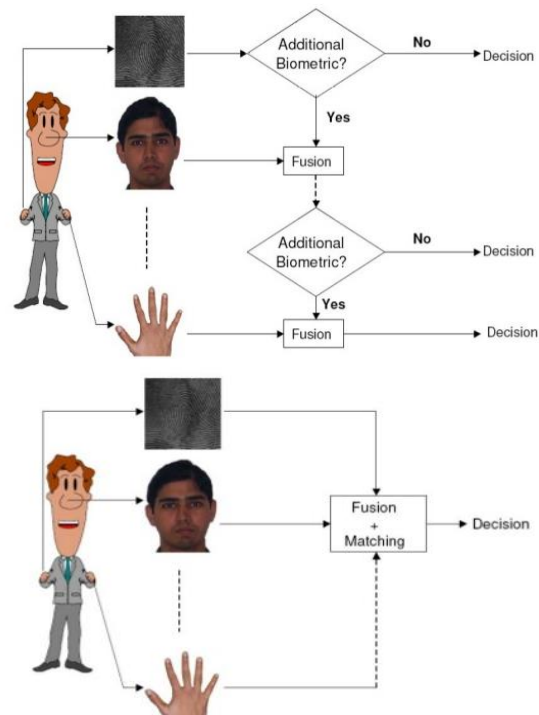 Additional
Biometric?
No
Decision
Yes
Fusion
Additional
Biometric?
No
Decision
Yes
Fusion
Decision
Fusion
+
Matching
Decision